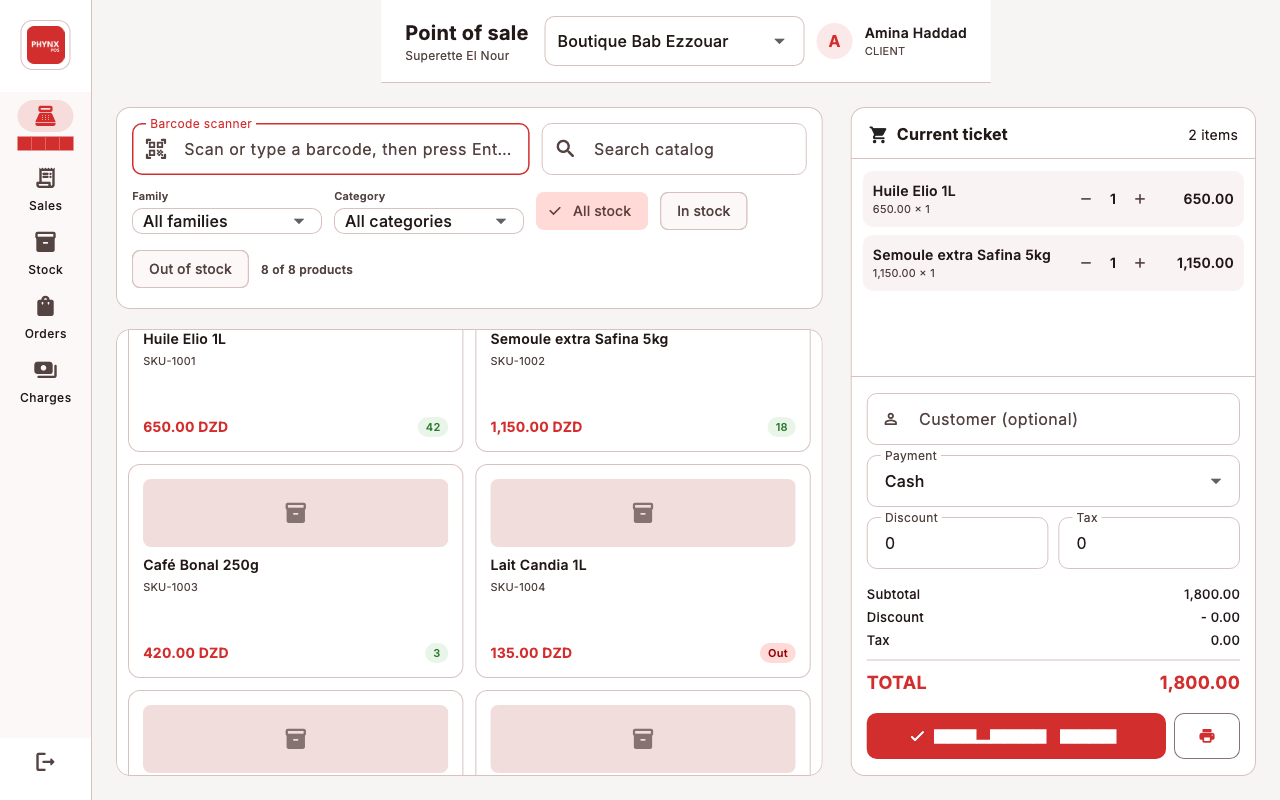 PHYNX
POS
Point of sale
Superette El Nour
Boutique Bab Ezzouar
A
Amina Haddad
CLIENT
Sales
Stock
Orders
Charges
Barcode scanner
Scan or type a barcode, then press Ent...
Search catalog
Family
All families
Category
All categories
All stock
In stock
Out of stock
8 of 8 products
Huile Elio 1L
SKU-1001
650.00 DZD
42
Semoule extra Safina 5kg
SKU-1002
1,150.00 DZD
18
Café Bonal 250g
SKU-1003
420.00 DZD
3
Lait Candia 1L
SKU-1004
135.00 DZD
Out
Current ticket
2 items
Huile Elio 1L
650.00 × 1
− 1 +
650.00
Semoule extra Safina 5kg
1,150.00 × 1
− 1 +
1,150.00
Customer (optional)
Payment
Cash
Discount
0
Tax
0
Subtotal 1,800.00
Discount - 0.00
Tax 0.00
TOTAL 1,800.00